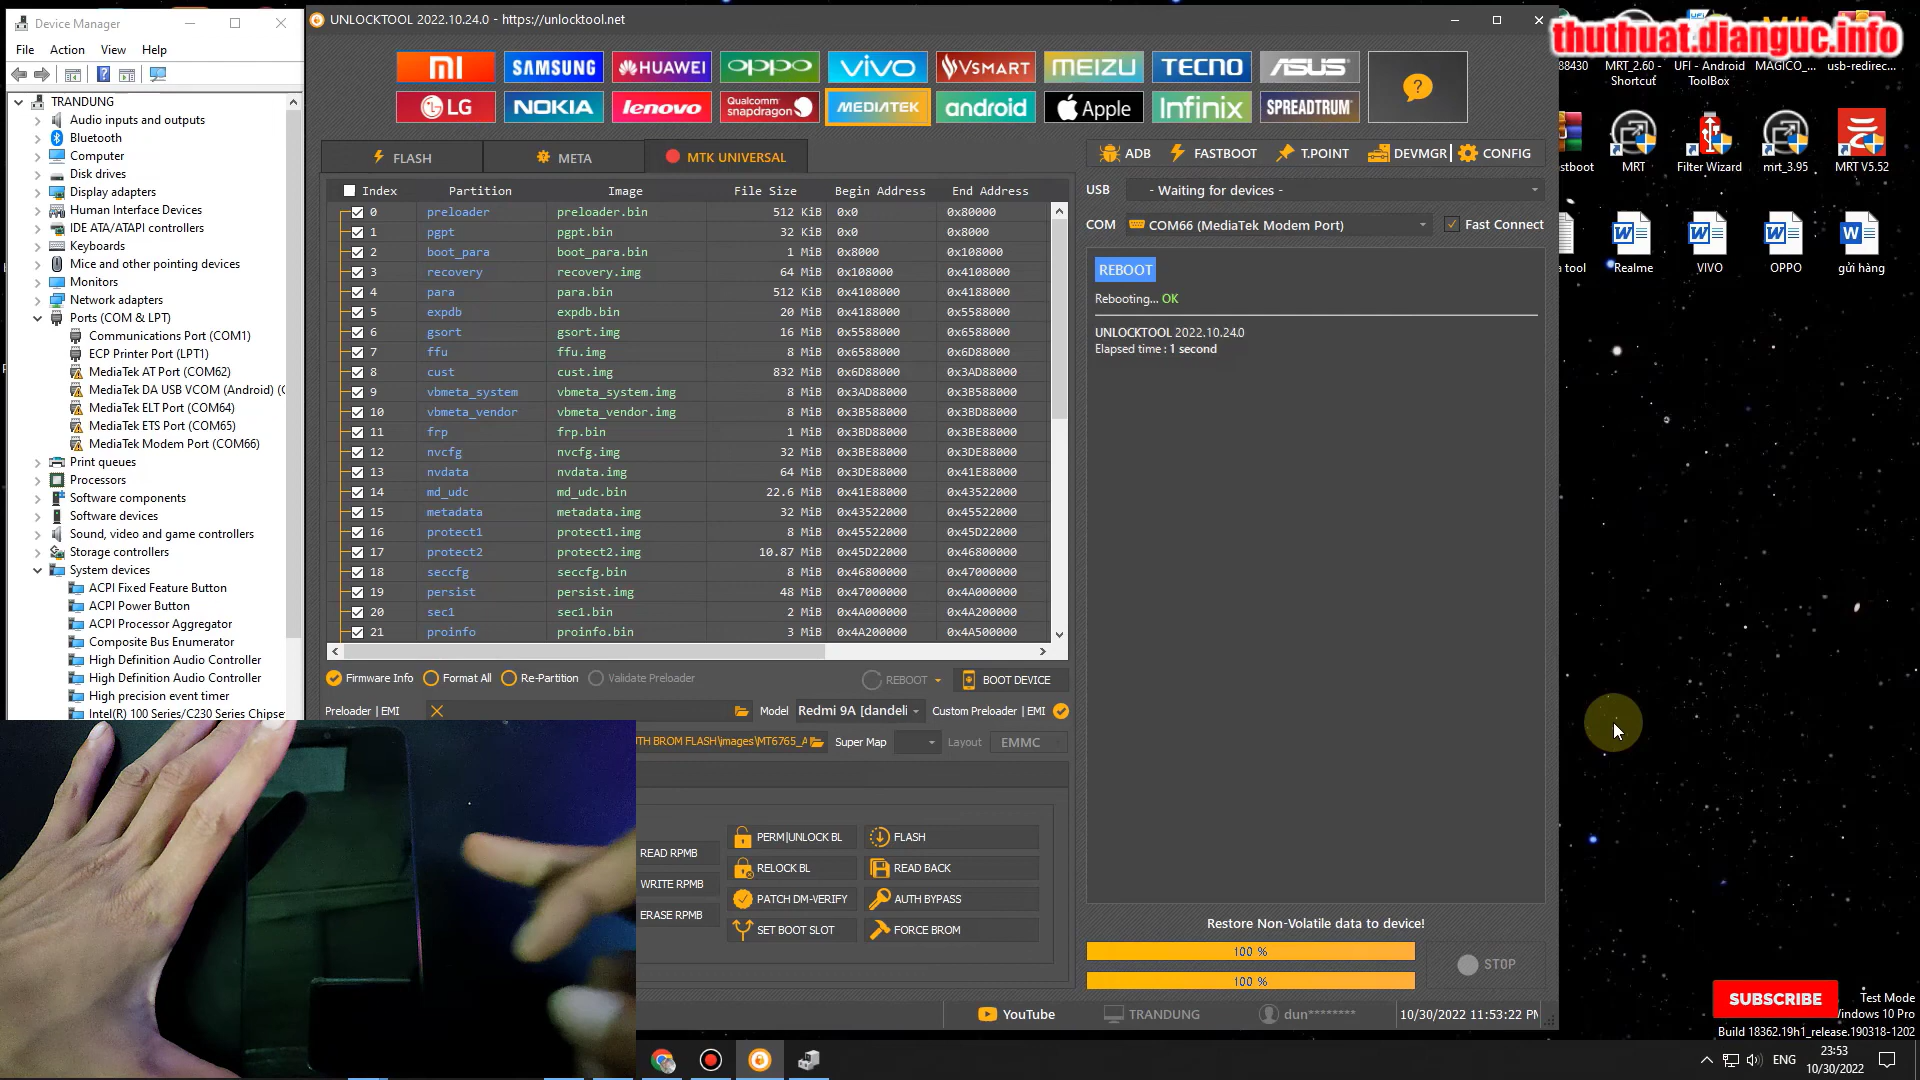 Device Manager
File Action View Help
TRANDUNG
Audio inputs and outputs
Bluetooth
Computer
Disk drives
Display adapters
Human Interface Devices
IDE ATA/ATAPI controllers
Keyboards
Mice and other pointing devices
Monitors
Network adapters
Ports (COM & LPT)
Communications Port (COM1)
ECP Printer Port (LPT1)
MediaTek AT Port (COM62)
MediaTek DA USB VCOM (Android) (C
MediaTek ELT Port (COM64)
MediaTek ETS Port (COM65)
MediaTek Modem Port (COM66)
Print queues
Processors
Software components
Software devices
Sound, video and game controllers
Storage controllers
System devices
ACPI Fixed Feature Button
ACPI Power Button
ACPI Processor Aggregator
Composite Bus Enumerator
High Definition Audio Controller
High Definition Audio Controller
High precision event timer
Intel(R) 100 Series/C230 Series Chipse
UNLOCKTOOL 2022.10.24.0 - https://unlocktool.net
mi SAMSUNG HUAWEI oppo vivo VSMART MEIZU TECNO ASUS
LG NOKIA lenovo Qualcomm snapdragon MEDIATEK android Apple Infinix SPREADTRUM
?
FLASH META MTK UNIVERSAL
Index Partition Image File Size Begin Address End Address
0 preloader preloader.bin 512 KiB 0x0 0x80000
1 pgpt pgpt.bin 32 KiB 0x0 0x8000
2 boot_para boot_para.bin 1 MiB 0x8000 0x108000
3 recovery recovery.img 64 MiB 0x108000 0x4108000
4 para para.bin 512 KiB 0x4108000 0x4188000
5 expdb expdb.bin 20 MiB 0x4188000 0x5588000
6 gsort gsort.img 16 MiB 0x5588000 0x6588000
7 ffu ffu.img 8 MiB 0x6588000 0x6D88000
8 cust cust.img 832 MiB 0x6D88000 0x3AD88000
9 vbmeta_system vbmeta_system.img 8 MiB 0x3AD88000 0x3B588000
10 vbmeta_vendor vbmeta_vendor.img 8 MiB 0x3B588000 0x3BD88000
11 frp frp.bin 1 MiB 0x3BD88000 0x3BE88000
12 nvcfg nvcfg.img 32 MiB 0x3BE88000 0x3DE88000
13 nvdata nvdata.img 64 MiB 0x3DE88000 0x41E88000
14 md_udc md_udc.bin 22.6 MiB 0x41E88000 0x43522000
15 metadata metadata.img 32 MiB 0x43522000 0x45522000
16 protect1 protect1.img 8 MiB 0x45522000 0x45D22000
17 protect2 protect2.img 10.87 MiB 0x45D22000 0x46800000
18 seccfg seccfg.bin 8 MiB 0x46800000 0x47000000
19 persist persist.img 48 MiB 0x47000000 0x4A000000
20 sec1 sec1.bin 2 MiB 0x4A000000 0x4A200000
21 proinfo proinfo.bin 3 MiB 0x4A200000 0x4A500000
Firmware Info Format All Re-Partition Validate Preloader REBOOT BOOT DEVICE
Preloader | EMI Model Redmi 9A [dandeli Custom Preloader | EMI
TH BROM FLASH\images\MT6765_A Super Map Layout EMMC
READ RPMB
WRITE RPMB
ERASE RPMB
PERM|UNLOCK BL FLASH
RELOCK BL READ BACK
PATCH DM-VERIFY AUTH BYPASS
SET BOOT SLOT FORCE BROM
ADB FASTBOOT T.POINT DEVMGR CONFIG
USB - Waiting for devices -
COM COM66 (MediaTek Modem Port) Fast Connect
REBOOT
Rebooting... OK
UNLOCKTOOL 2022.10.24.0
Elapsed time : 1 second
Restore Non-Volatile data to device!
100 %
100 %
STOP
YouTube TRANDUNG dun******** 10/30/2022 11:53:22 PM
thuthuat.dianguc.info
88430 MRT_2.60 - Shortcut UFI - Android ToolBox MAGICO_... usb-redirec...
astboot MRT Filter Wizard mrt_3.95 MRT V5.52
a tool Realme VIVO OPPO gửi hàng
SUBSCRIBE
Test Mode
Windows 10 Pro
Build 18362.19h1_release.190318-1202
ENG 23:53
10/30/2022